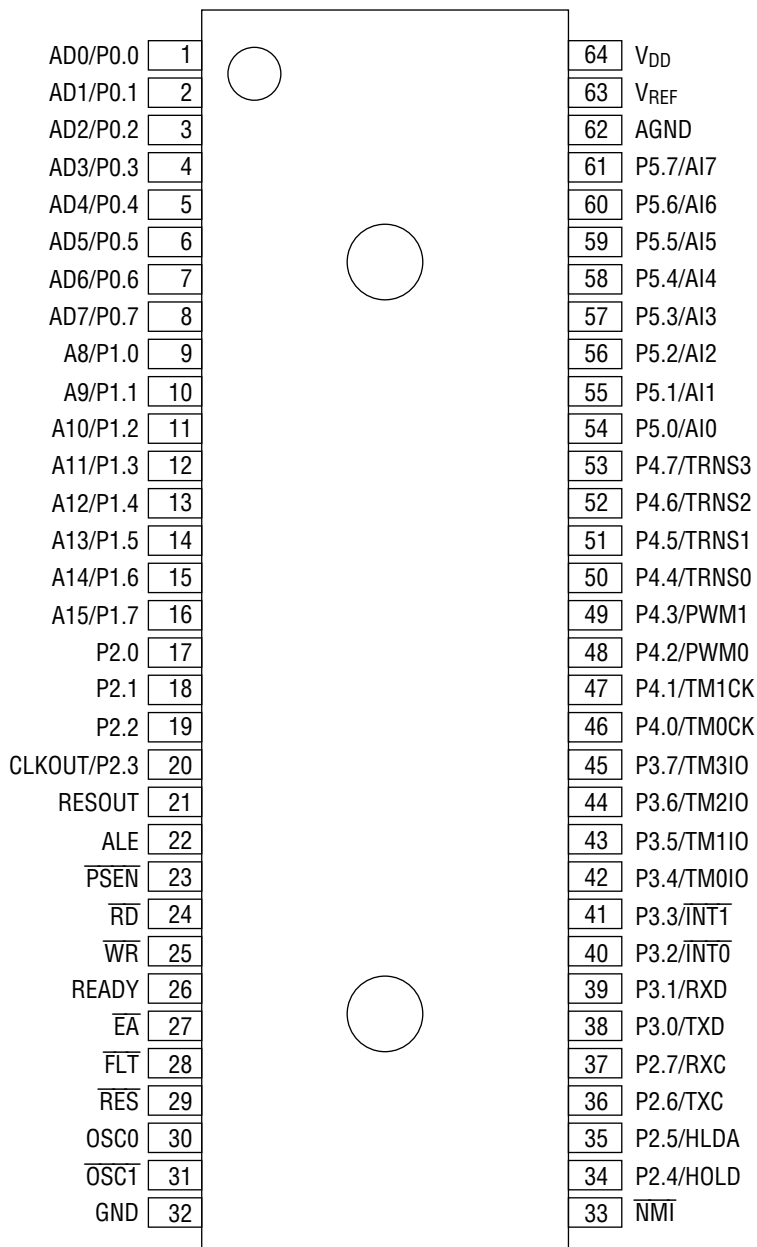 AD0/P0.0 1 64 VDD
AD1/P0.1 2 63 VREF
AD2/P0.2 3 62 AGND
AD3/P0.3 4 61 P5.7/AI7
AD4/P0.4 5 60 P5.6/AI6
AD5/P0.5 6 59 P5.5/AI5
AD6/P0.6 7 58 P5.4/AI4
AD7/P0.7 8 57 P5.3/AI3
A8/P1.0 9 56 P5.2/AI2
A9/P1.1 10 55 P5.1/AI1
A10/P1.2 11 54 P5.0/AI0
A11/P1.3 12 53 P4.7/TRNS3
A12/P1.4 13 52 P4.6/TRNS2
A13/P1.5 14 51 P4.5/TRNS1
A14/P1.6 15 50 P4.4/TRNS0
A15/P1.7 16 49 P4.3/PWM1
P2.0 17 48 P4.2/PWM0
P2.1 18 47 P4.1/TM1CK
P2.2 19 46 P4.0/TM0CK
CLKOUT/P2.3 20 45 P3.7/TM3IO
RESOUT 21 44 P3.6/TM2IO
ALE 22 43 P3.5/TM1IO
P̅S̅E̅N̅ 23 42 P3.4/TM0IO
R̅D̅ 24 41 P3.3/I̅N̅T̅1̅
W̅R̅ 25 40 P3.2/I̅N̅T̅0̅
READY 26 39 P3.1/RXD
E̅A̅ 27 38 P3.0/TXD
F̅L̅T̅ 28 37 P2.7/RXC
R̅E̅S̅ 29 36 P2.6/TXC
OSC0 30 35 P2.5/HLDA
O̅S̅C̅1̅ 31 34 P2.4/HOLD
GND 32 33 N̅M̅I̅